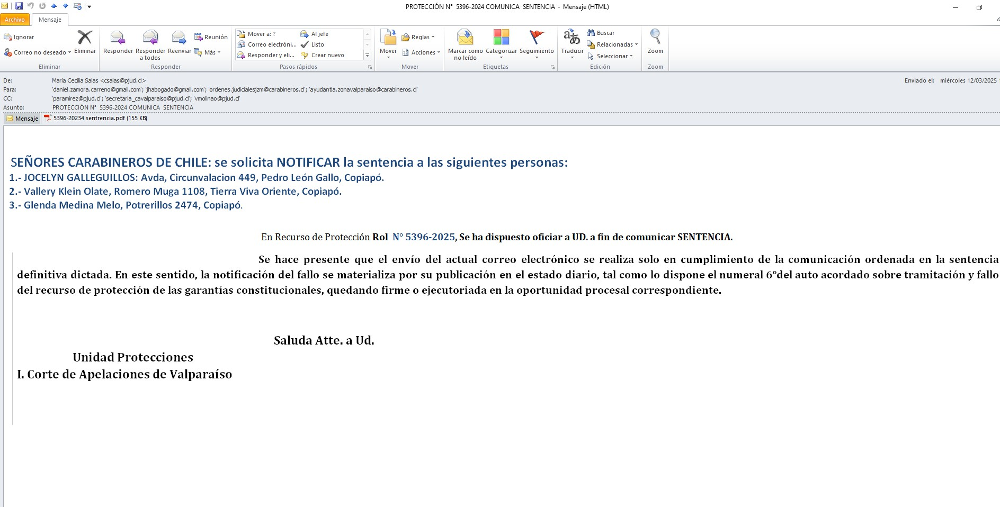 PROTECCIÓN N° 5396-2024 COMUNICA SENTENCIA - Mensaje (HTML)
Archivo
Mensaje
Ignorar
Correo no deseado
Eliminar
Eliminar
Responder
Responder a todos
Reenviar
Reunión
Más
Responder
Mover a: ?
Correo electróni...
Responder y eli...
Al jefe
Listo
Crear nuevo
Pasos rápidos
Mover
Reglas
Acciones
Mover
Marcar como no leído
Categorizar
Seguimiento
Etiquetas
Traducir
Buscar
Relacionadas
Seleccionar
Edición
Zoom
Zoom
De: María Cecilia Salas <csalas@pjud.cl>
Enviado el: miércoles 12/03/2025 1
Para: 'daniel.zamora.carreno@gmail.com'; 'jhabogado@gmail.com'; 'ordenes.judicialesjzm@carabineros.cl'; 'ayudantia.zonavalparaiso@carabineros.cl'
CC: 'paramirez@pjud.cl'; 'secretaria_cavalparaiso@pjud.cl'; 'vmolinao@pjud.cl'
Asunto: PROTECCIÓN N° 5396-2024 COMUNICA SENTENCIA
Mensaje
5396-20234 sentrencia.pdf (155 KB)
SEÑORES CARABINEROS DE CHILE: se solicita NOTIFICAR la sentencia a las siguientes personas:
1.- JOCELYN GALLEGUILLOS: Avda, Circunvalacion 449, Pedro León Gallo, Copiapó.
2.- Vallery Klein Olate, Romero Muga 1108, Tierra Viva Oriente, Copiapó.
3.- Glenda Medina Melo, Potrerillos 2474, Copiapó.
En Recurso de Protección Rol N° 5396-2025, Se ha dispuesto oficiar a UD. a fin de comunicar SENTENCIA.
Se hace presente que el envío del actual correo electrónico se realiza solo en cumplimiento de la comunicación ordenada en la sentencia
definitiva dictada. En este sentido, la notificación del fallo se materializa por su publicación en el estado diario, tal como lo dispone el numeral 6°del auto acordado sobre tramitación y fallo
del recurso de protección de las garantías constitucionales, quedando firme o ejecutoriada en la oportunidad procesal correspondiente.
Saluda Atte. a Ud.
Unidad Protecciones
I. Corte de Apelaciones de Valparaíso